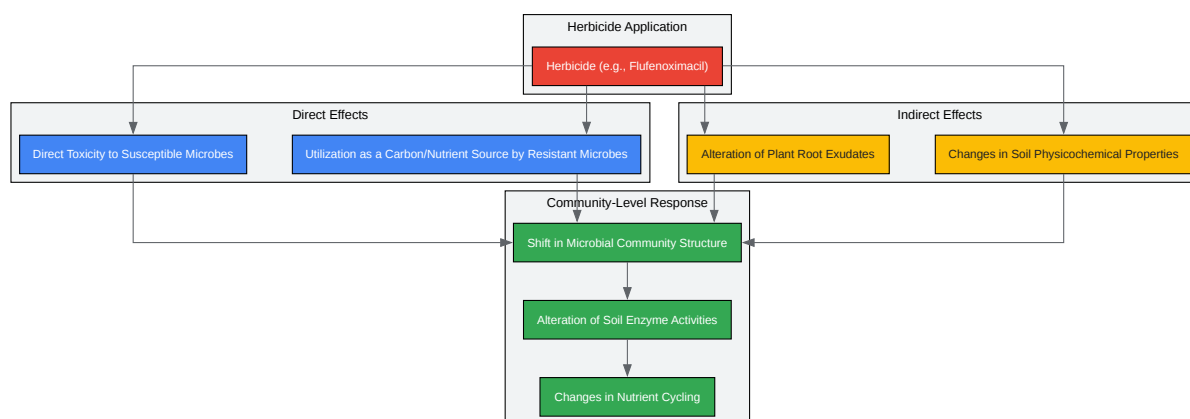 Herbicide Application
Herbicide (e.g., Flufenoximacil)
Direct Effects
Indirect Effects
Direct Toxicity to Susceptible Microbes
Utilization as a Carbon/Nutrient Source by Resistant Microbes
Alteration of Plant Root Exudates
Changes in Soil Physicochemical Properties
Community-Level Response
Shift in Microbial Community Structure
Alteration of Soil Enzyme Activities
Changes in Nutrient Cycling